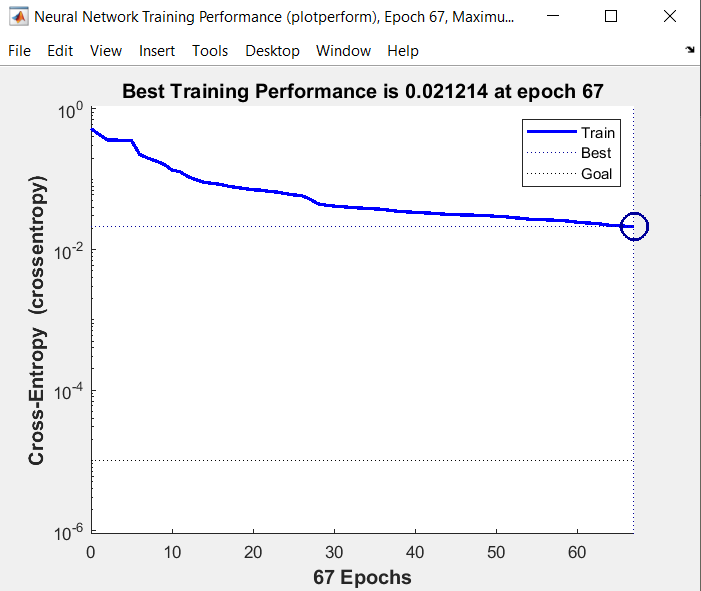 Neural Network Training Performance (plotperform), Epoch 67, Maximu...
File Edit View Insert Tools Desktop Window Help
Best Training Performance is 0.021214 at epoch 67
Train
Best
Goal
Cross-Entropy (crossentropy)
10^0
10^-2
10^-4
10^-6
0 10 20 30 40 50 60
67 Epochs